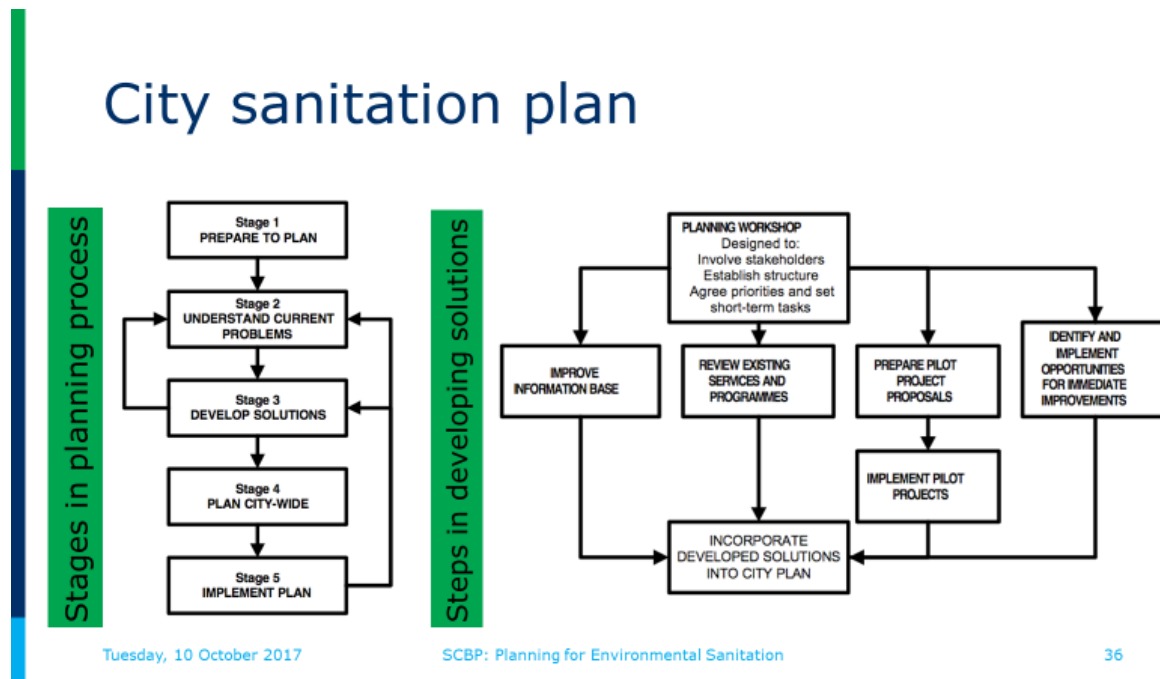 City sanitation plan
Stages in planning process
Stage 1
PREPARE TO PLAN
Stage 2
UNDERSTAND CURRENT
PROBLEMS
Stage 3
DEVELOP SOLUTIONS
Stage 4
PLAN CITY-WIDE
Stage 5
IMPLEMENT PLAN
Steps in developing solutions
PLANNING WORKSHOP
Designed to:
Involve stakeholders
Establish structure
Agree priorities and set
short-term tasks
IMPROVE
INFORMATION BASE
REVIEW EXISTING
SERVICES AND
PROGRAMMES
PREPARE PILOT
PROJECT
PROPOSALS
IDENTIFY AND
IMPLEMENT
OPPORTUNITIES
FOR IMMEDIATE
IMPROVEMENTS
IMPLEMENT PILOT
PROJECTS
INCORPORATE
DEVELOPED SOLUTIONS
INTO CITY PLAN
Tuesday, 10 October 2017
SCBP: Planning for Environmental Sanitation
36